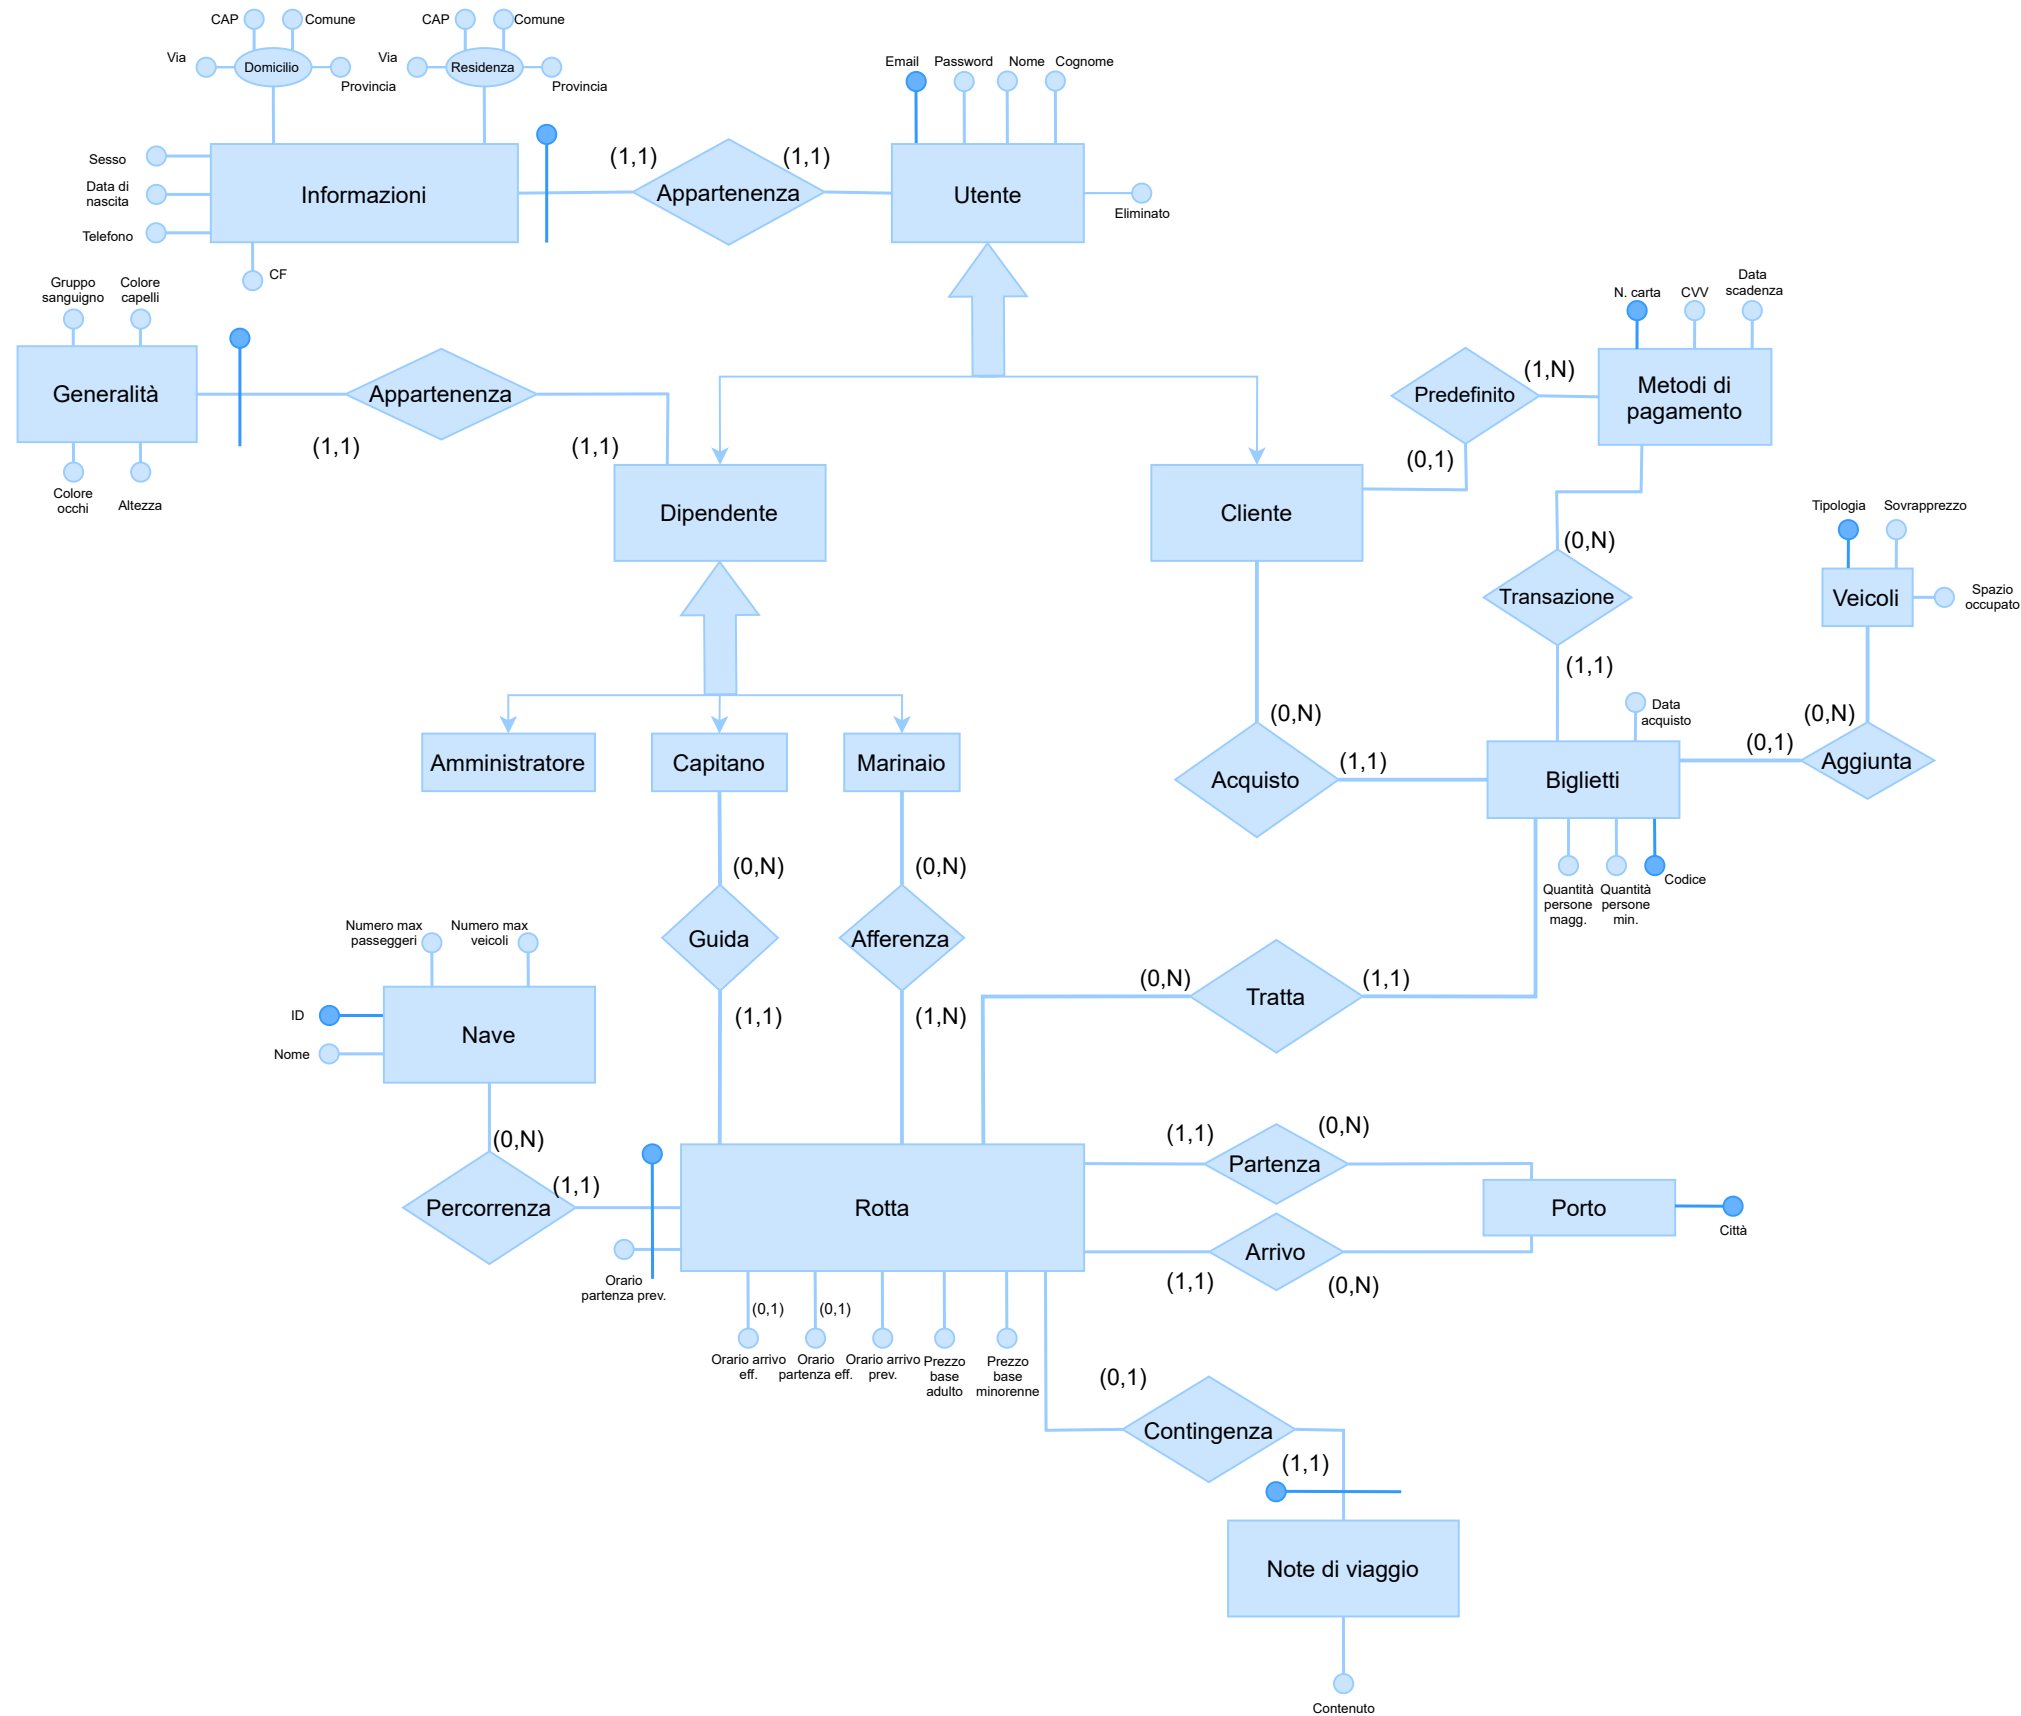 CAP
Comune
CAP
Comune
Via
Domicilio
Provincia
Via
Residenza
Provincia
Email
Password
Nome
Cognome
Sesso
Data di
nascita
Telefono
Informazioni
CF
(1,1)
Appartenenza
(1,1)
Utente
Eliminato
Gruppo
sanguigno
Colore
capelli
Generalità
Colore
occhi
Altezza
(1,1)
Appartenenza
(1,1)
Dipendente
Cliente
Predefinito
(1,N)
(0,1)
N. carta
CVV
Data
scadenza
Metodi di
pagamento
(0,N)
Transazione
(1,1)
Tipologia
Sovrapprezzo
Veicoli
Spazio
occupato
Amministratore
Capitano
Marinaio
(0,N)
Acquisto
(1,1)
Data
acquisto
Biglietti
(0,1)
(0,N)
Aggiunta
Quantità
persone
magg.
Quantità
persone
min.
Codice
(0,N)
Guida
(1,1)
(0,N)
Afferenza
(1,N)
Numero max
passeggeri
Numero max
veicoli
ID
Nome
Nave
(0,N)
Tratta
(1,1)
(0,N)
Percorrenza
(1,1)
Orario
partenza prev.
Rotta
(1,1)
Partenza
(0,N)
Porto
Città
(1,1)
Arrivo
(0,N)
(0,1)
Orario arrivo
eff.
(0,1)
Orario
partenza eff.
Orario arrivo
prev.
Prezzo
base
adulto
Prezzo
base
minorenne
(0,1)
Contingenza
(1,1)
Note di viaggio
Contenuto